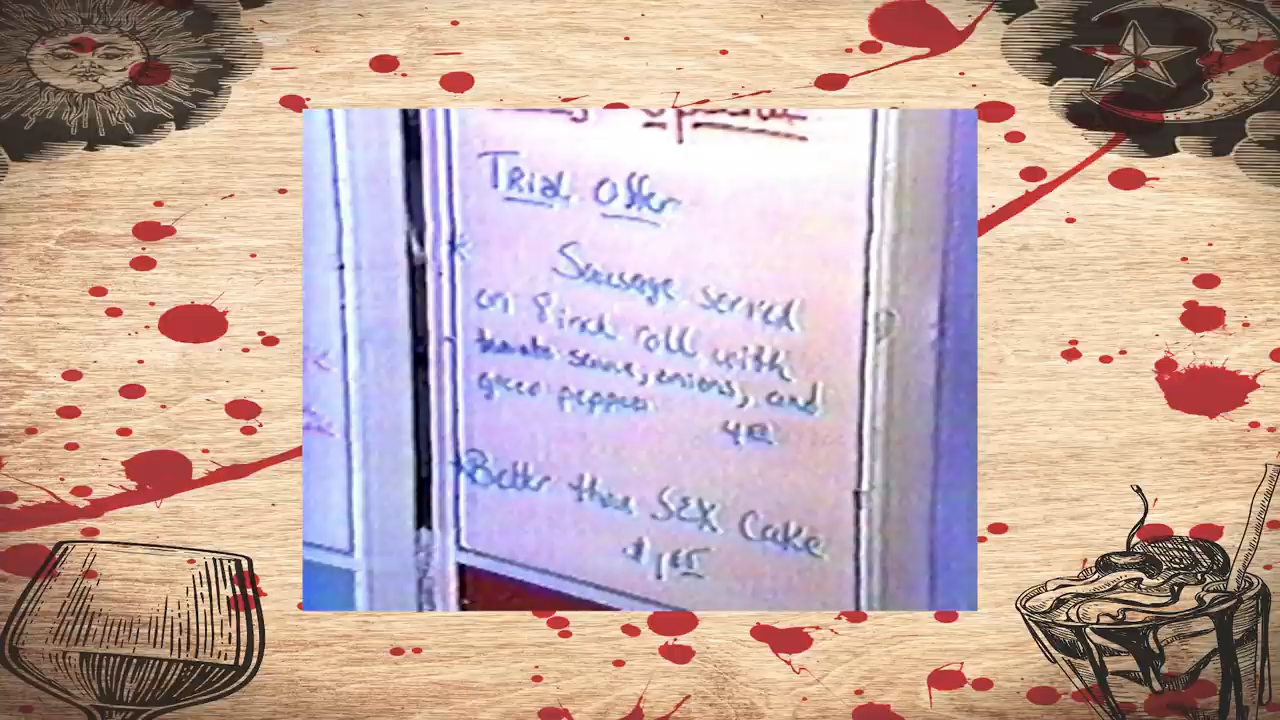 Trial Offer
Sausage served
on 8 inch roll with
tomato sauce, onions, and
green peppers
Better than SEX Cake